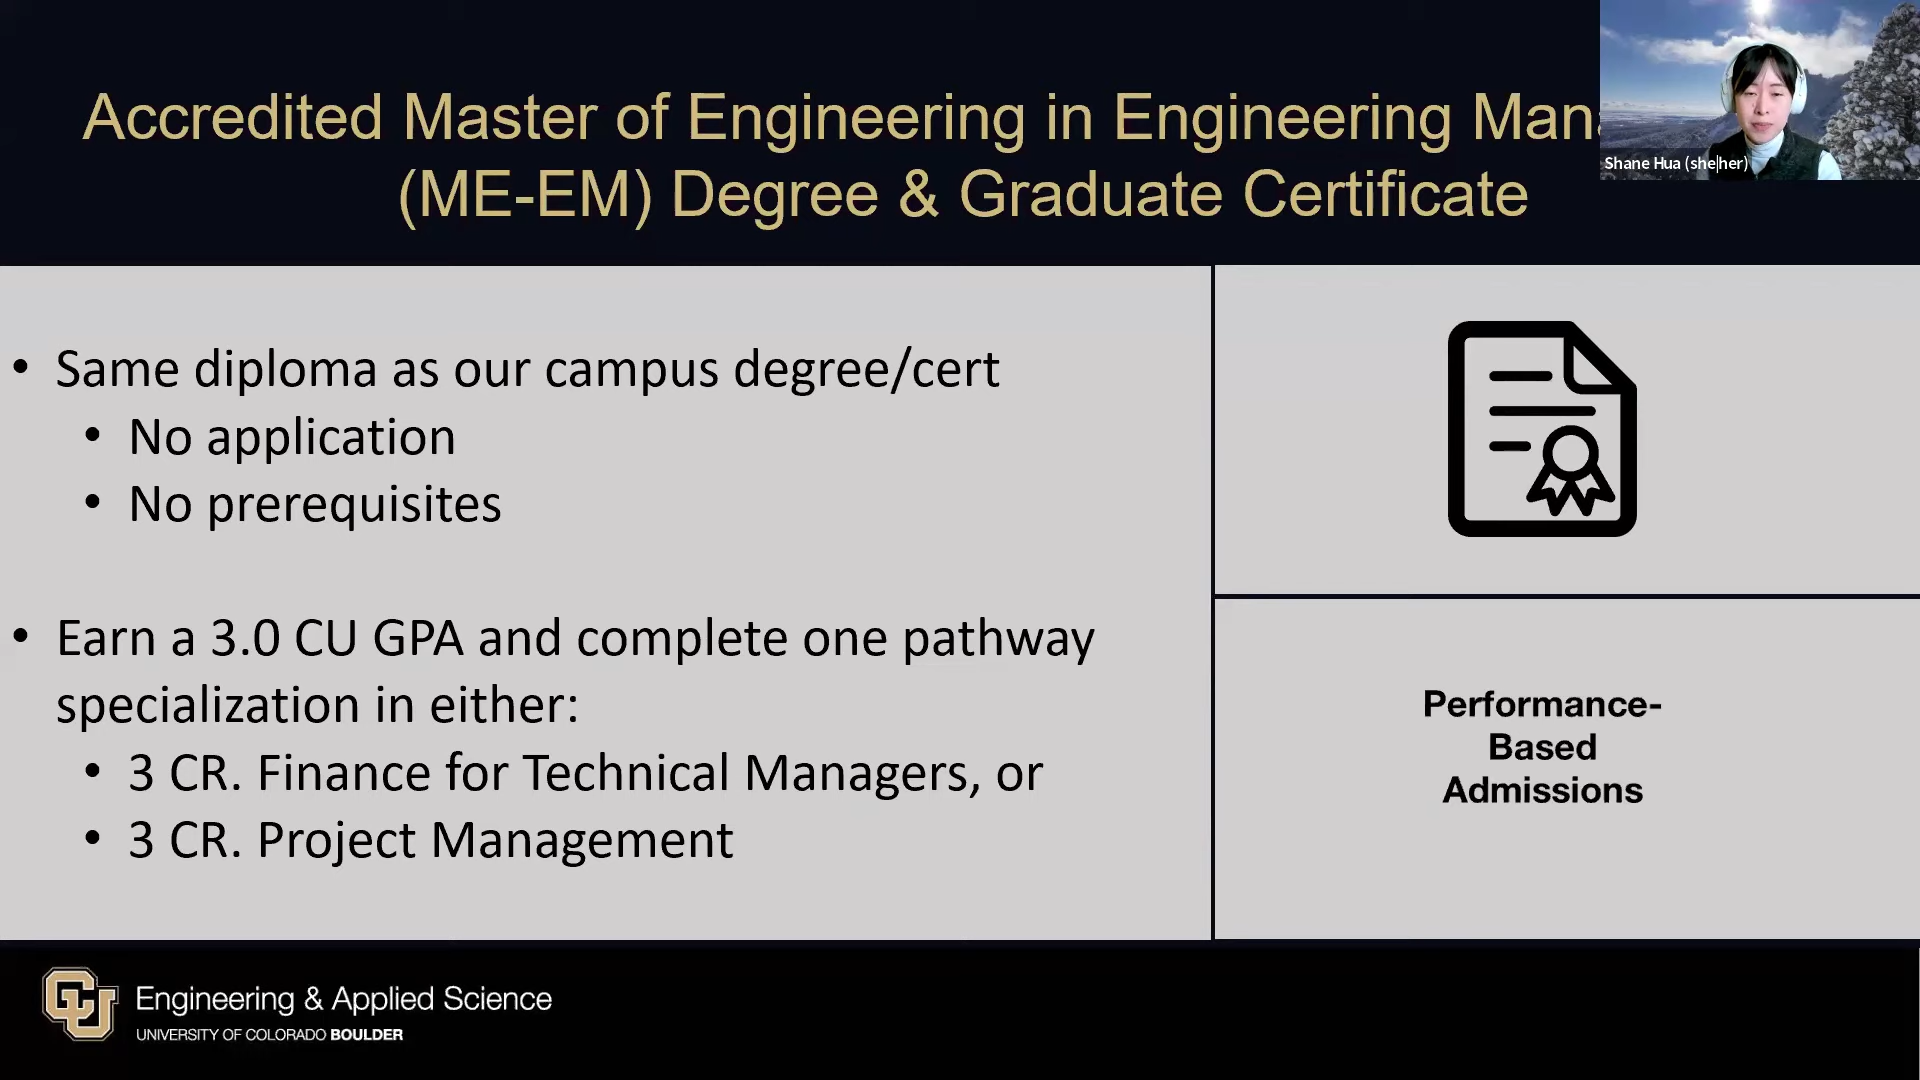 Accredited Master of Engineering in Engineering Man
(ME-EM) Degree & Graduate Certificate
Shane Hua (she|her)
• Same diploma as our campus degree/cert
• No application
• No prerequisites
• Earn a 3.0 CU GPA and complete one pathway
specialization in either:
• 3 CR. Finance for Technical Managers, or
• 3 CR. Project Management
Performance-
Based
Admissions
CU
Engineering & Applied Science
UNIVERSITY OF COLORADO BOULDER